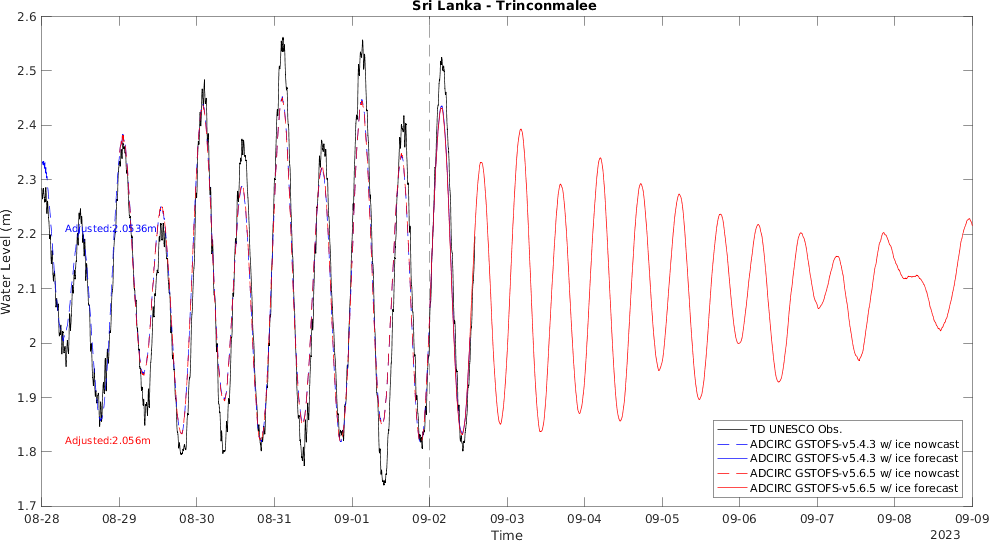 Sri Lanka - Trinconmalee
2.6
2.5
2.4
2.3
2.2
2.1
2
1.9
1.8
1.7
Water Level (m)
Adjusted:2.0536m
Adjusted:2.056m
TD UNESCO Obs.
ADCIRC GSTOFS-v5.4.3 w/ ice nowcast
ADCIRC GSTOFS-v5.4.3 w/ ice forecast
ADCIRC GSTOFS-v5.6.5 w/ ice nowcast
ADCIRC GSTOFS-v5.6.5 w/ ice forecast
08-28 08-29 08-30 08-31 09-01 09-02 09-03 09-04 09-05 09-06 09-07 09-08 09-09
Time
2023